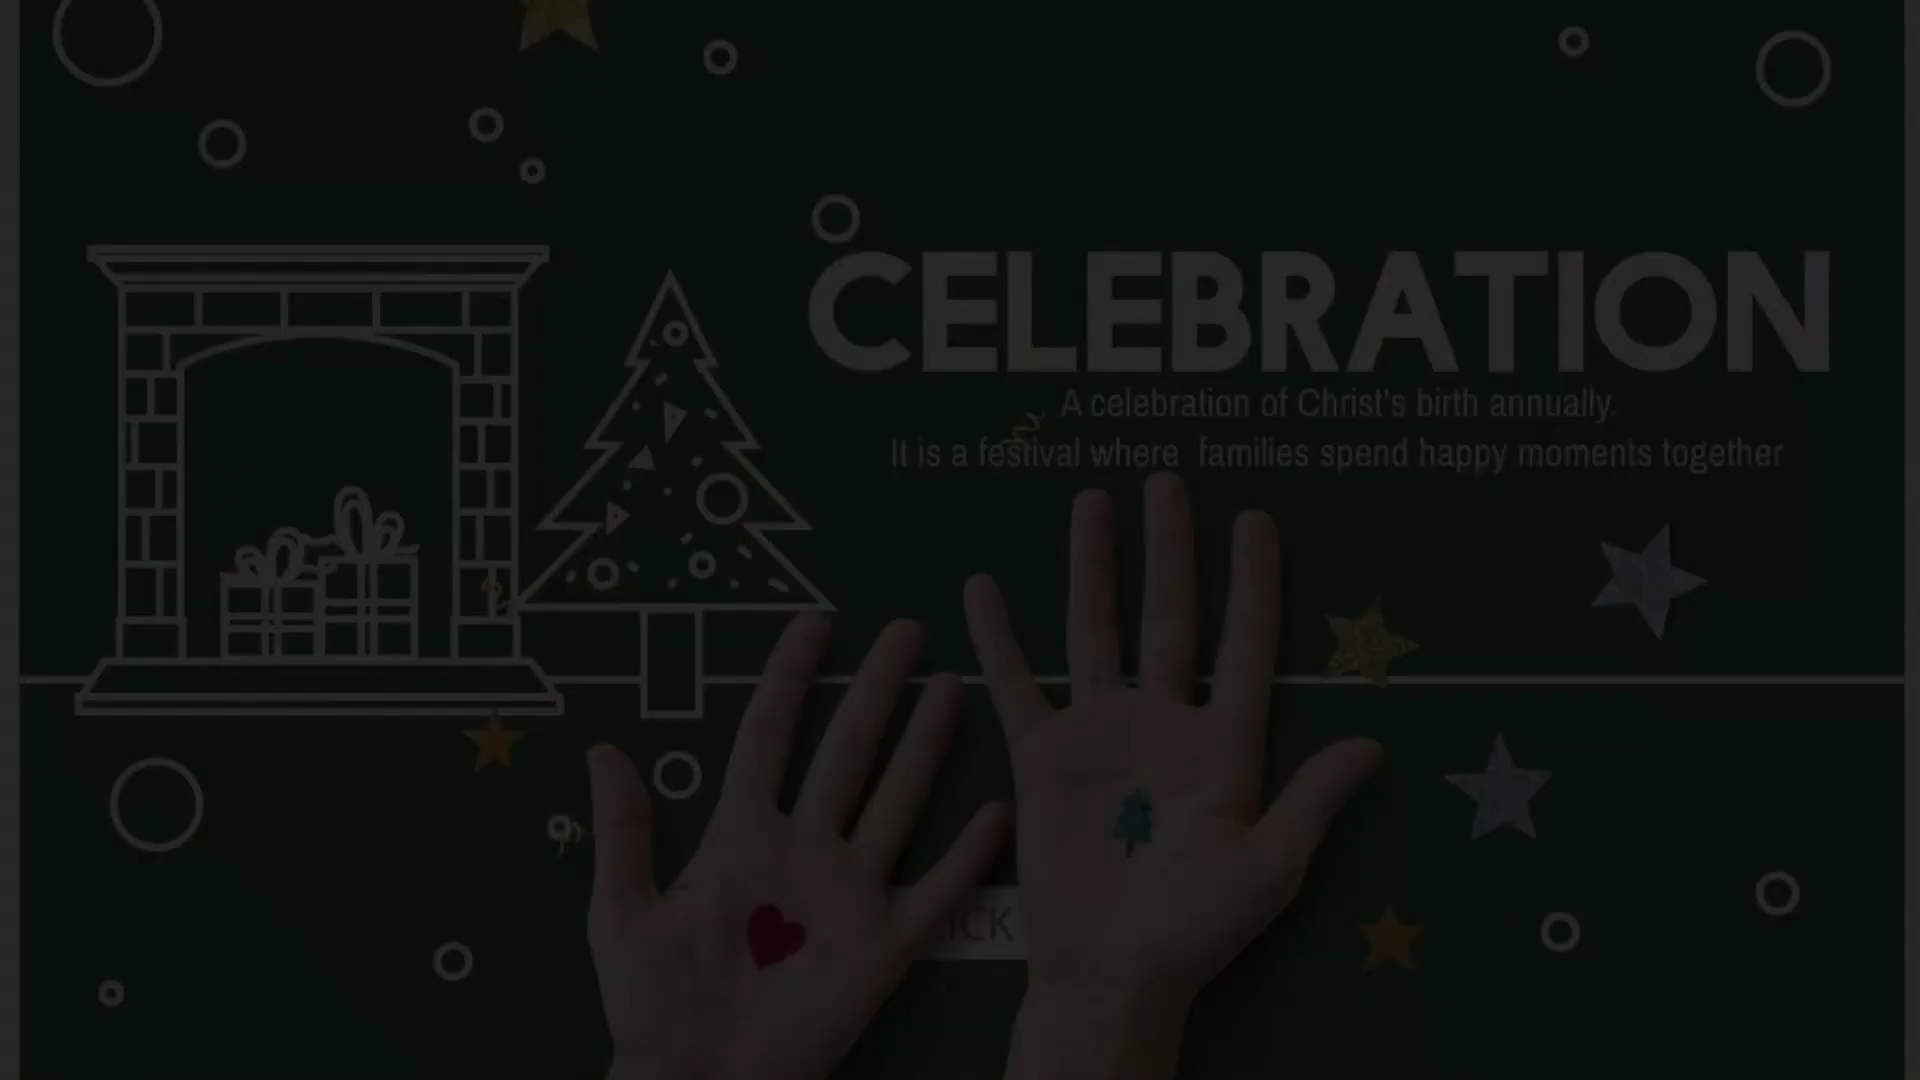 CELEBRATION
A celebration of Christ's birth annually.
It is a festival where families spend happy moments together